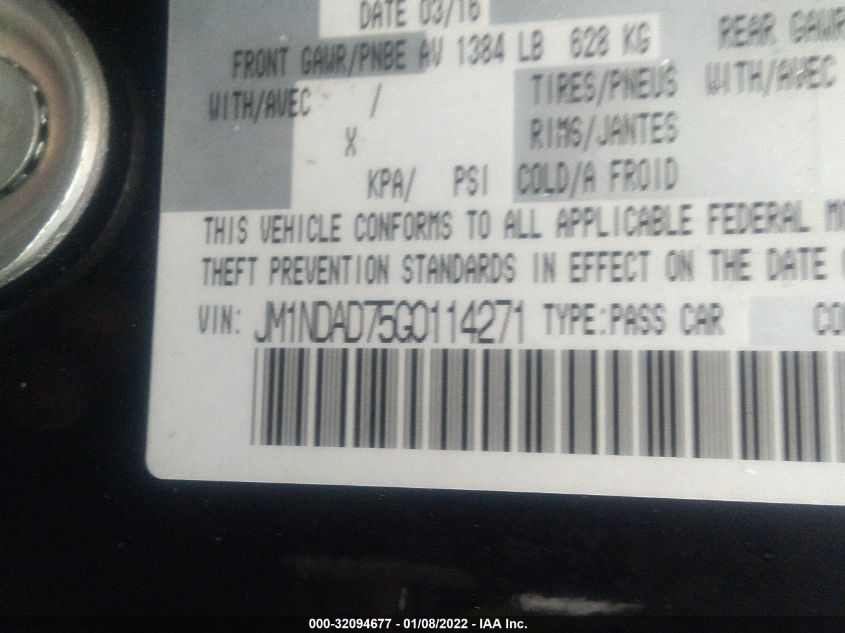 DATE 03/16
FRONT GAWR/PNBE AV 1384 LB 628 KG
REAR GAWR
WITH/AVEC /
TIRES/PNEUS
WITH/AVEC
X
RIMS/JANTES
KPA/ PSI
COLD/A FROID
THIS VEHICLE CONFORMS TO ALL APPLICABLE FEDERAL
THEFT PREVENTION STANDARDS IN EFFECT ON THE DATE
VIN: JM1NDAD75G0114271 TYPE:PASS CAR
000-32094677 - 01/08/2022 - IAA Inc.